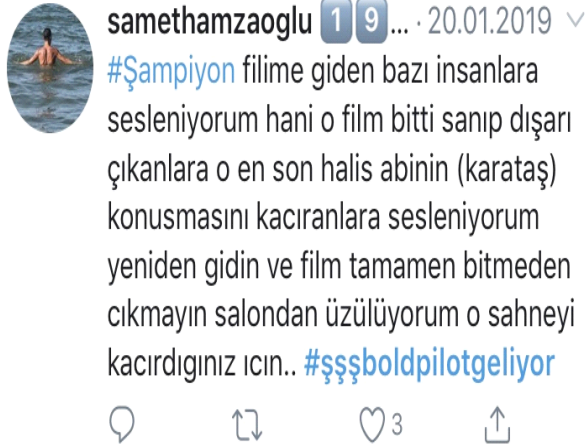 samethamzaoglu 1 9 ... · 20.01.2019
#Şampiyon filime giden bazı insanlara
sesleniyorum hani o film bitti sanıp dışarı
çıkanlara o en son halis abinin (karataş)
konusmasını kacıranlara sesleniyorum
yeniden gidin ve film tamamen bitmeden
cıkmayın salondan üzülüyorum o sahneyi
kacırdıgınız ıcın.. #şşşboldpilotgeliyor
3